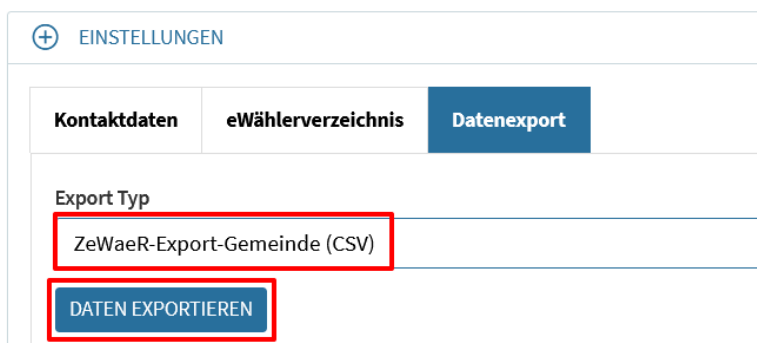 EINSTELLUNGEN
Kontaktdaten eWählerverzeichnis Datenexport
Export Typ
ZeWaeR-Export-Gemeinde (CSV)
DATEN EXPORTIEREN